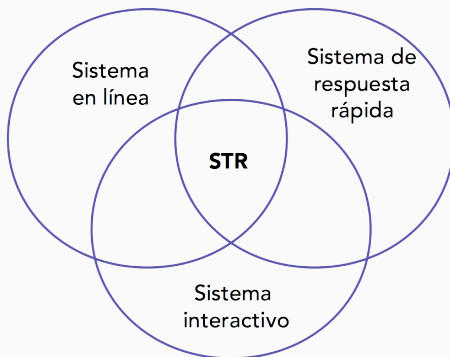 Sistema
en línea
Sistema de
respuesta
rápida
STR
Sistema
interactivo